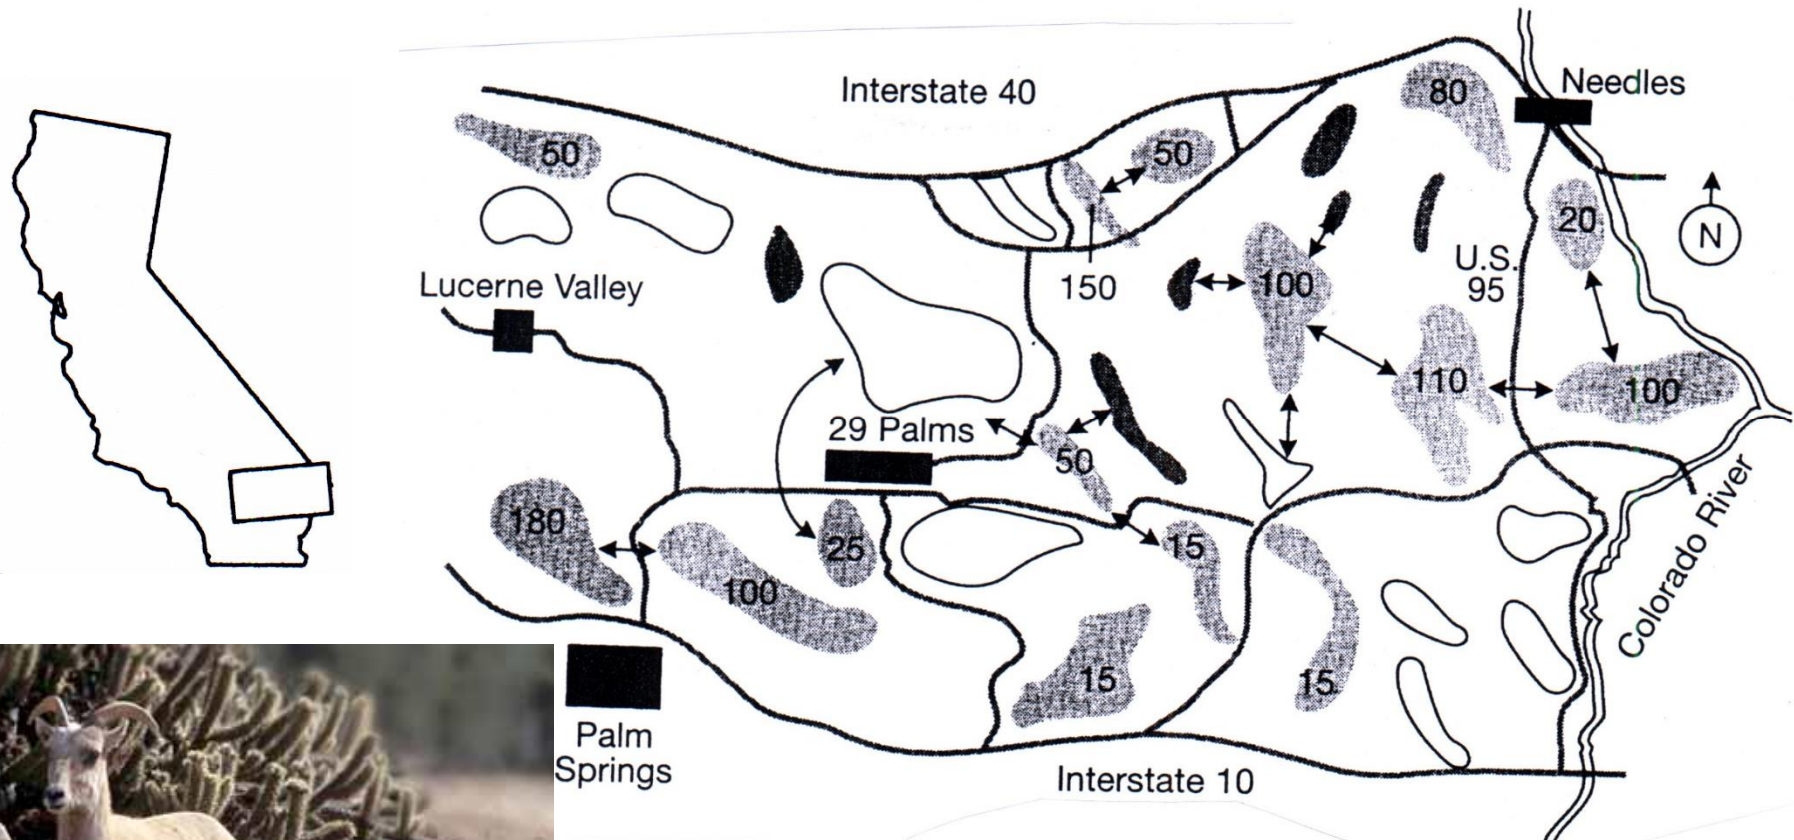 Interstate 40
Needles
80
50
50
20
N
U.S.
95
Lucerne Valley
150
100
110
100
29 Palms
50
180
25
15
100
15
15
Colorado River
Palm
Springs
Interstate 10